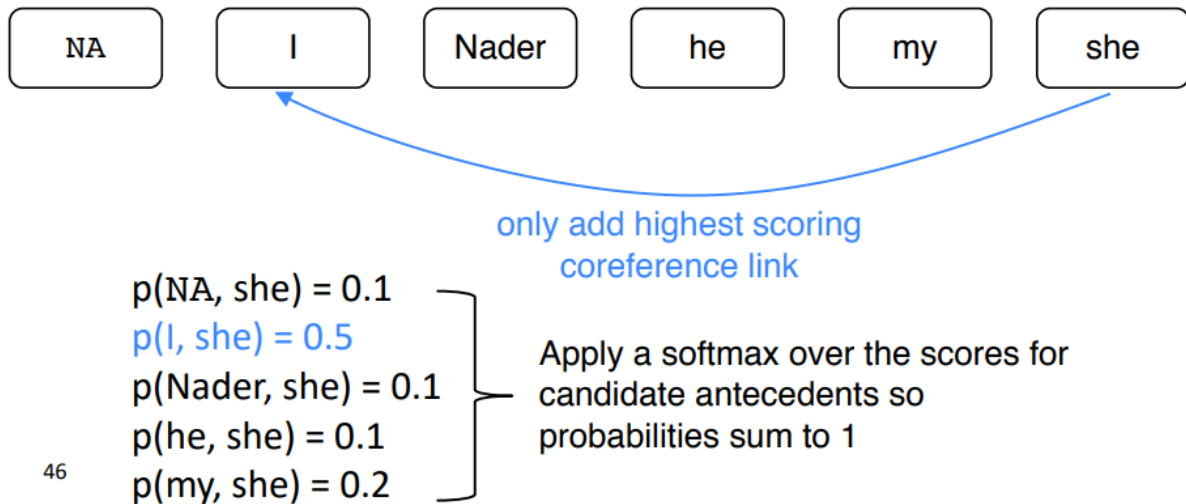 NA I Nader he my she
only add highest scoring
coreference link
p(NA, she) = 0.1
p(I, she) = 0.5
p(Nader, she) = 0.1
p(he, she) = 0.1
p(my, she) = 0.2
Apply a softmax over the scores for
candidate antecedents so
probabilities sum to 1
46